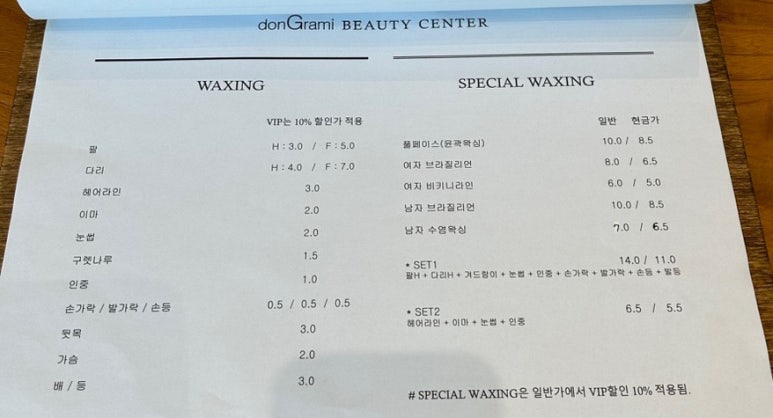 donGrami BEAUTY CENTER
WAXING
VIP는 10% 할인가 적용
팔 H : 3.0 / F : 5.0
다리 H : 4.0 / F : 7.0
헤어라인 3.0
이마 2.0
눈썹 2.0
구렛나루 1.5
인중 1.0
손가락 / 발가락 / 손등 0.5 / 0.5 / 0.5
뒷목 3.0
가슴 2.0
배 / 등 3.0
SPECIAL WAXING
일반 현금가
풀페이스(윤곽왁싱) 10.0 / 8.5
여자 브라질리언 8.0 / 6.5
여자 비키니라인 6.0 / 5.0
남자 브라질리언 10.0 / 8.5
남자 수염왁싱 7.0 / 6.5
* SET1 14.0 / 11.0
팔H + 다리H + 겨드랑이 + 눈썹 + 인중 + 손가락 + 발가락 + 손등 + 발등
* SET2 6.5 / 5.5
헤어라인 + 이마 + 눈썹 + 인중
# SPECIAL WAXING은 일반가에서 VIP할인 10% 적용됨.